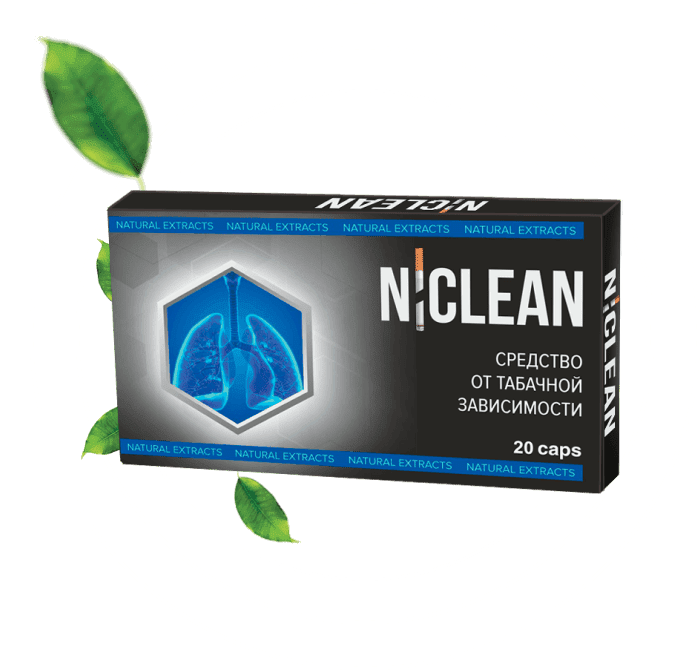 NICLEAN
NATURAL EXTRACTS NATURAL EXTRACTS NATURAL EXTRACTS NATURAL EXTRACTS
NICLEAN
СРЕДСТВО
ОТ ТАБАЧНОЙ
ЗАВИСИМОСТИ
20 caps
NATURAL EXTRACTS NATURAL EXTRACTS NATURAL EXTRACTS NATURAL EXTRACTS
NICLEAN